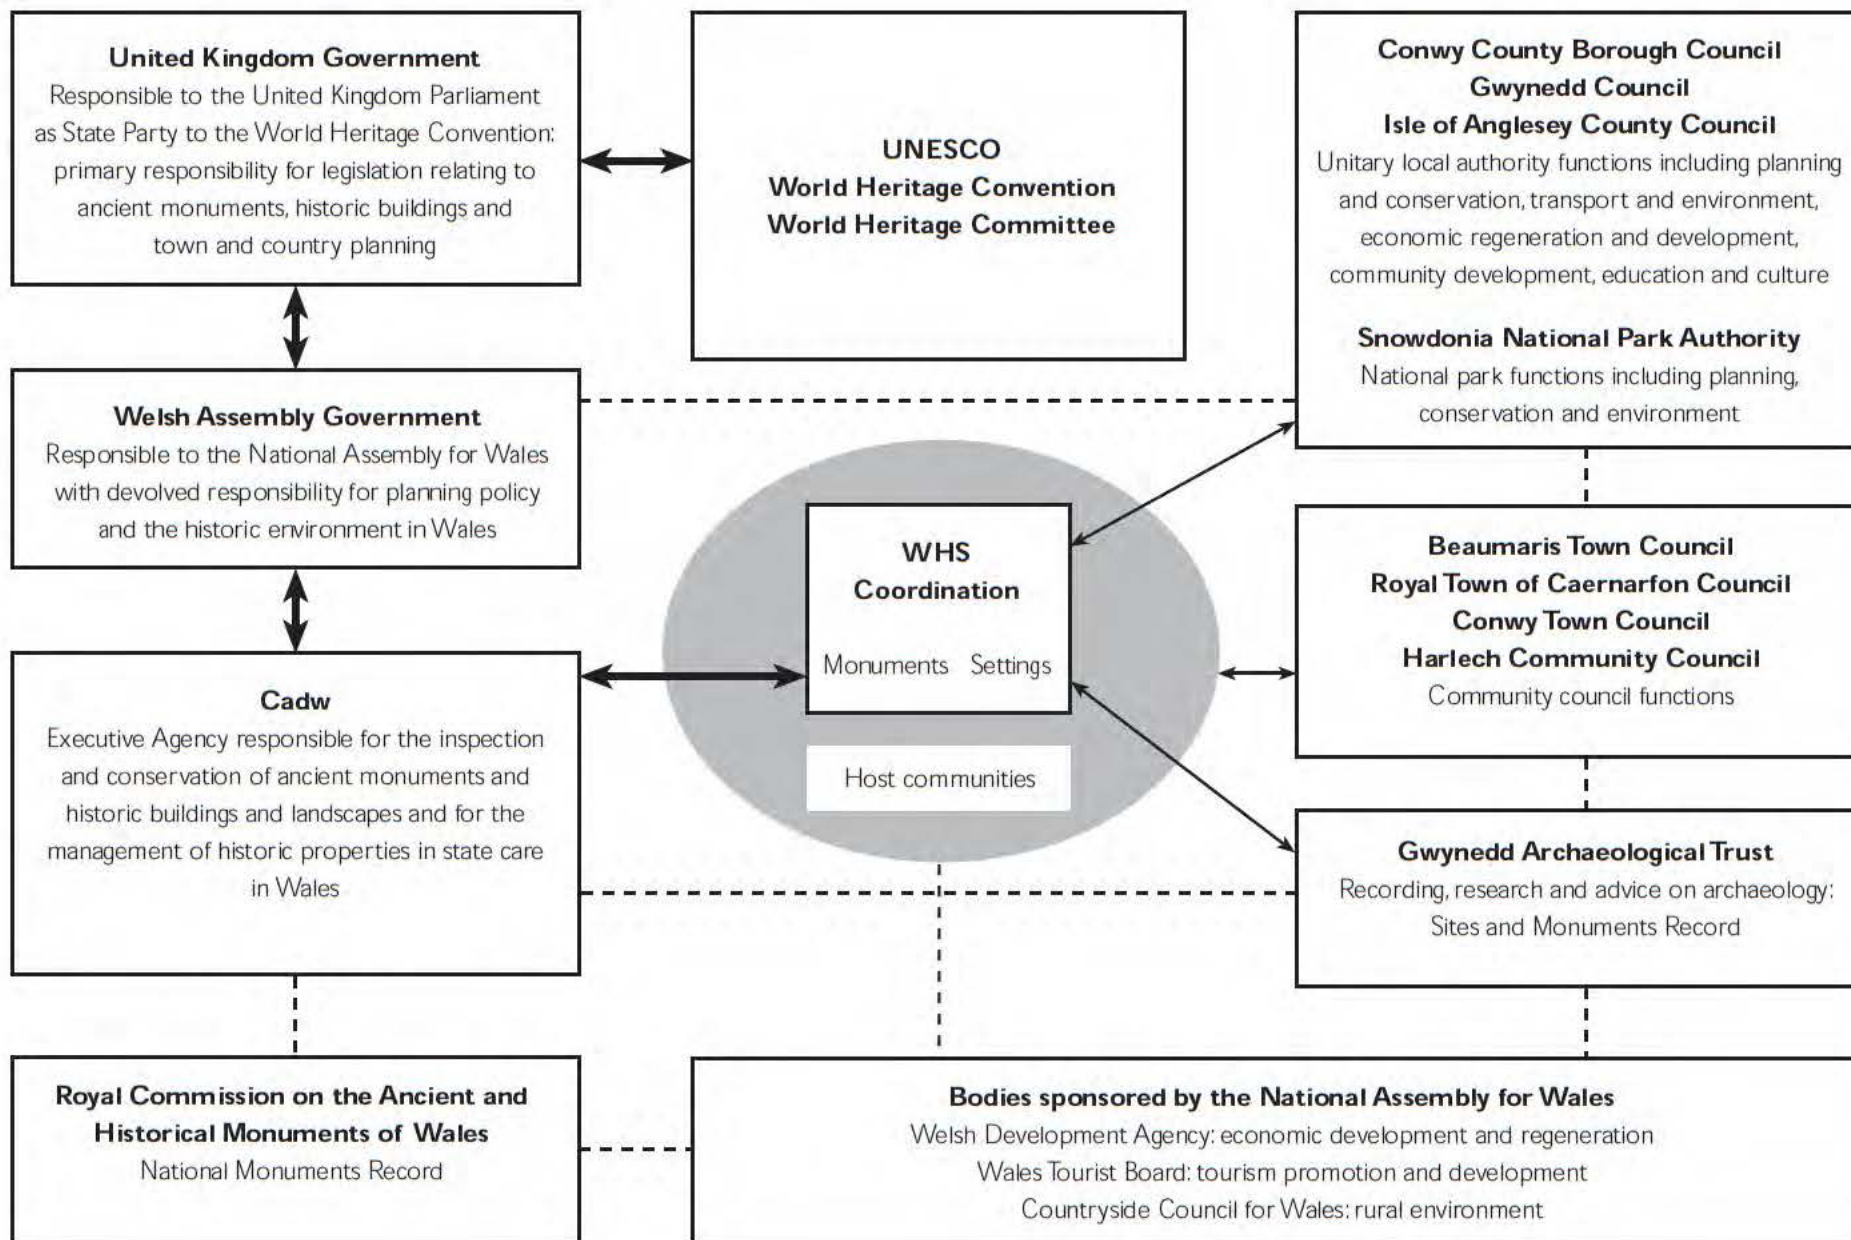 United Kingdom Government
Responsible to the United Kingdom Parliament
as State Party to the World Heritage Convention:
primary responsibility for legislation relating to
ancient monuments, historic buildings and
town and country planning
UNESCO
World Heritage Convention
World Heritage Committee
Conwy County Borough Council
Gwynedd Council
Isle of Anglesey County Council
Unitary local authority functions including planning
and conservation, transport and environment,
economic regeneration and development,
community development, education and culture
Snowdonia National Park Authority
National park functions including planning,
conservation and environment
Welsh Assembly Government
Responsible to the National Assembly for Wales
with devolved responsibility for planning policy
and the historic environment in Wales
WHS
Coordination
Monuments Settings
Host communities
Beaumaris Town Council
Royal Town of Caernarfon Council
Conwy Town Council
Harlech Community Council
Community council functions
Cadw
Executive Agency responsible for the inspection
and conservation of ancient monuments and
historic buildings and landscapes and for the
management of historic properties in state care
in Wales
Gwynedd Archaeological Trust
Recording, research and advice on archaeology:
Sites and Monuments Record
Royal Commission on the Ancient and
Historical Monuments of Wales
National Monuments Record
Bodies sponsored by the National Assembly for Wales
Welsh Development Agency: economic development and regeneration
Wales Tourist Board: tourism promotion and development
Countryside Council for Wales: rural environment